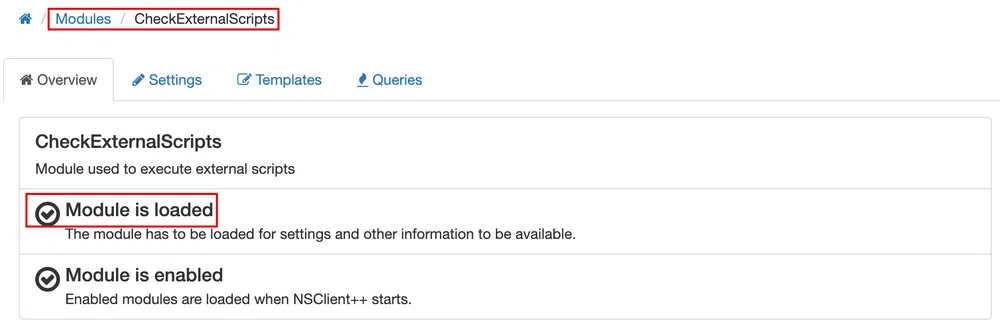 / Modules / CheckExternalScripts
Overview Settings Templates Queries
CheckExternalScripts
Module used to execute external scripts
Module is loaded
The module has to be loaded for settings and other information to be available.
Module is enabled
Enabled modules are loaded when NSClient++ starts.